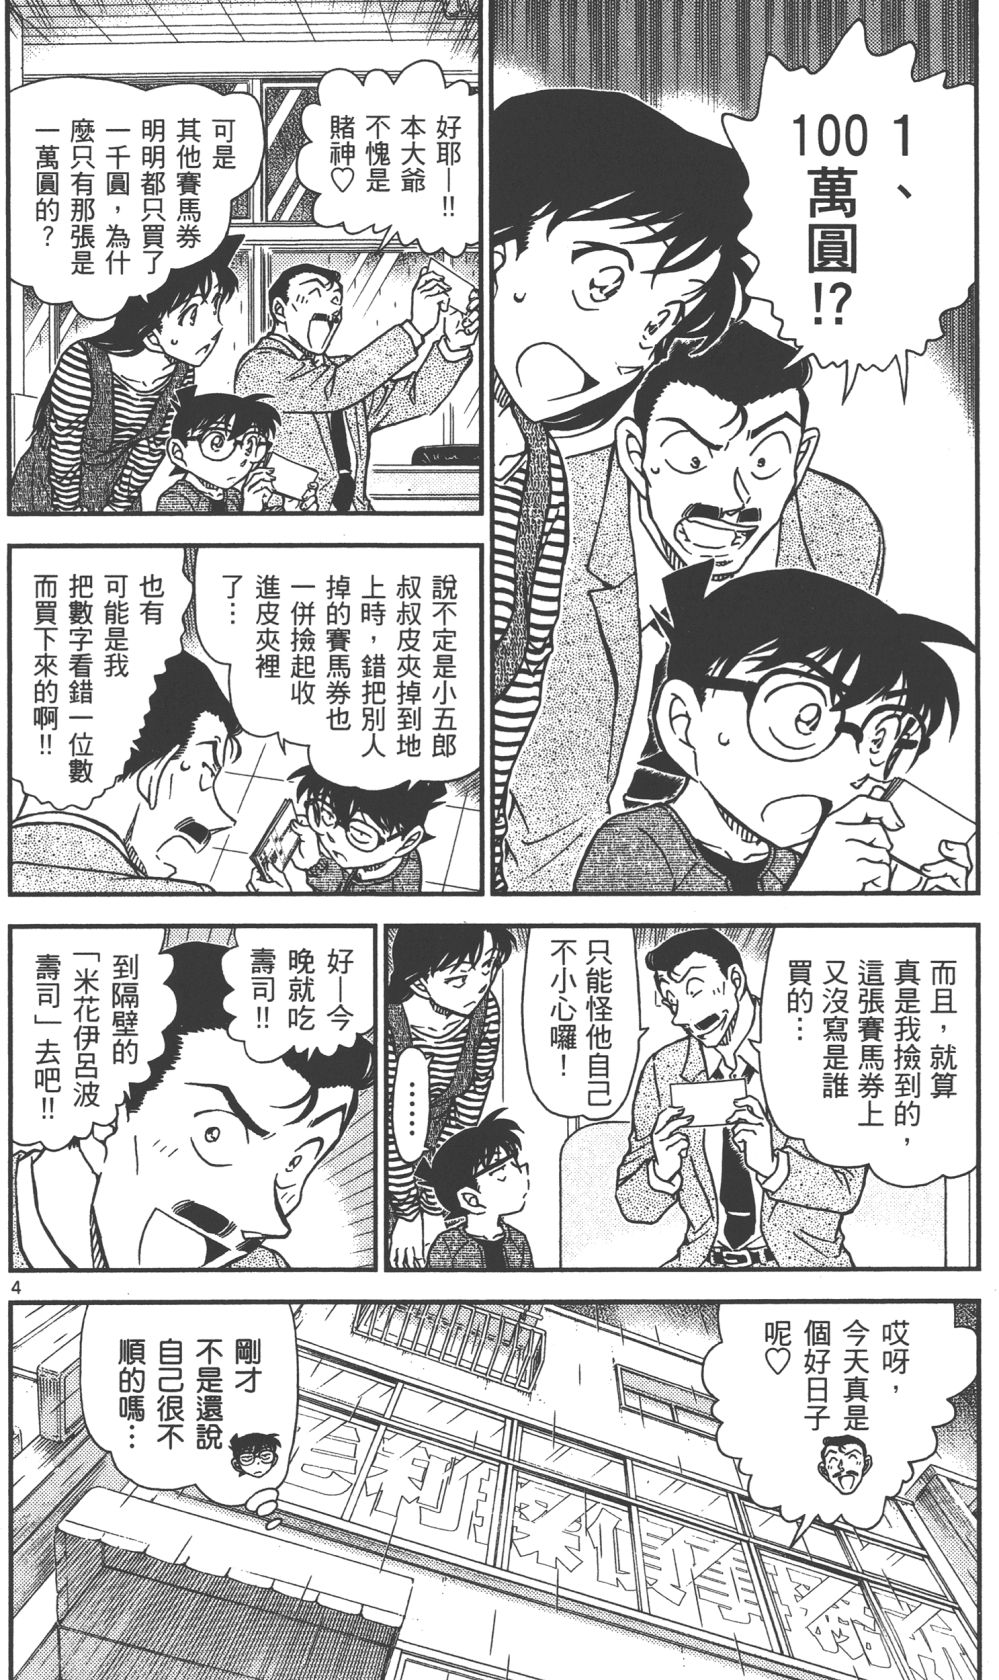 1、
100萬圓!?
好耶—!!
本大爺
不愧是
賭神♡
可是
其他賽馬券
明明都只買了
一千圓，為什
麼只有那張是
一萬圓的？
說不定是小五郎
叔叔皮夾掉到地
上時，錯把別人
掉的賽馬券也
一併撿起收
進皮夾裡
了…
也有
可能是我
把數字看錯一位數
而買下來的啊!!
而且，就算
真是我撿到的，
這張賽馬券上
又沒寫是誰
買的…
只能怪他自己
不小心囉！
……
好—今
晚就吃
壽司!!
到隔壁的
「米花伊呂波
壽司」去吧!!
4
哎呀，
今天真是
個好日子
呢♡
剛才
不是還說
自己很不
順的嗎…
毛利偵探事務所